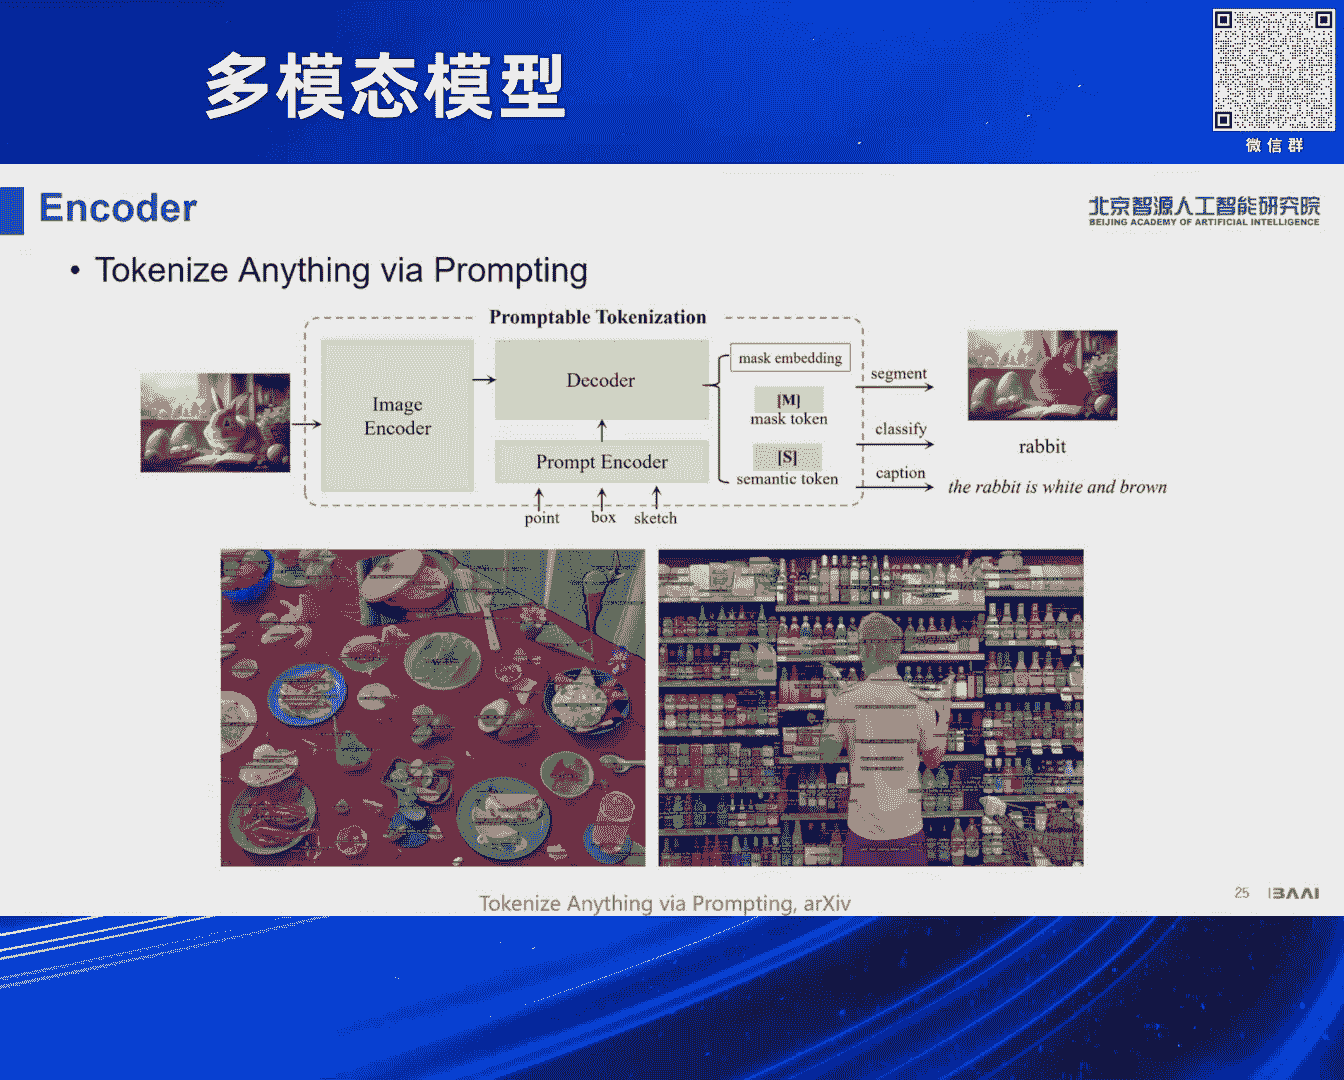 多模态模型
微信群
Encoder
北京智源人工智能研究院
BEIJING ACADEMY OF ARTIFICIAL INTELLIGENCE
• Tokenize Anything via Prompting
Promptable Tokenization
Image
Encoder
Decoder
Prompt Encoder
point
box
sketch
mask embedding
[M]
mask token
[S]
semantic token
segment
classify
caption
rabbit
the rabbit is white and brown
Tokenize Anything via Prompting, arXiv
25
BAAI